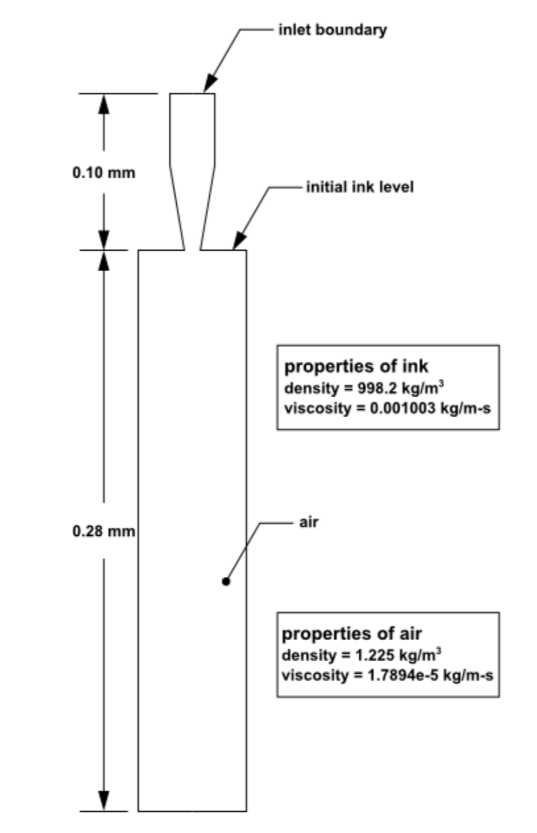 inlet boundary
0.10 mm
initial ink level
properties of ink
density = 998.2 kg/m³
viscosity = 0.001003 kg/m-s
air
0.28 mm
properties of air
density = 1.225 kg/m³
viscosity = 1.7894e-5 kg/m-s